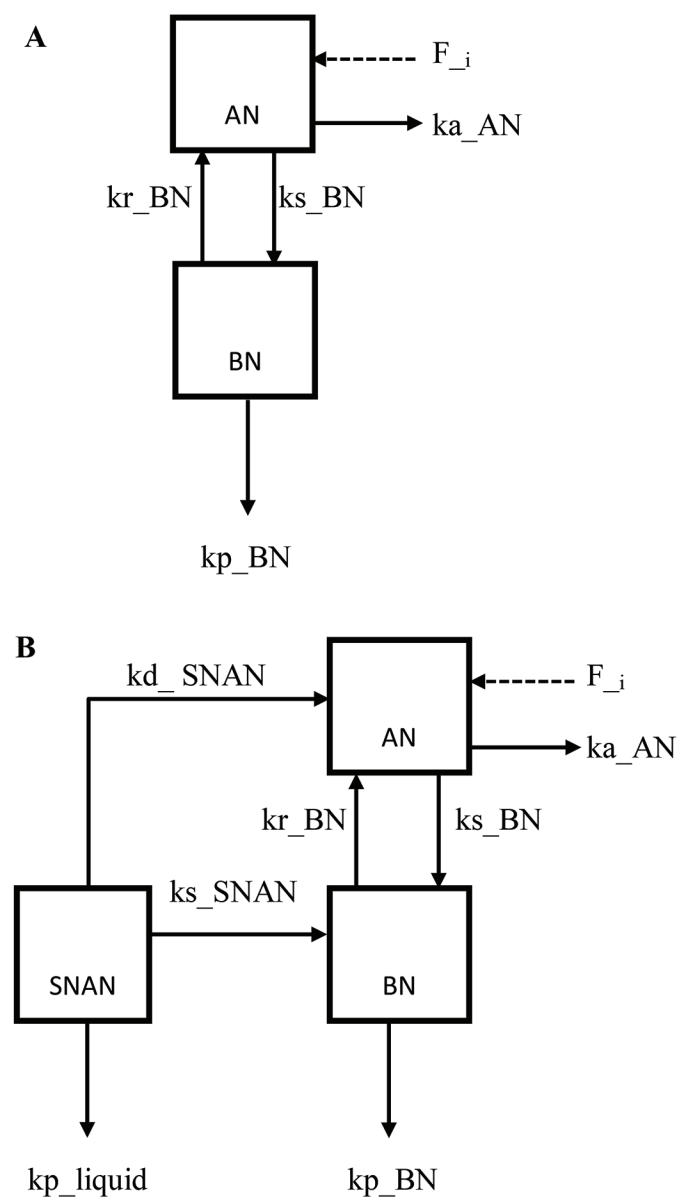 A
F_i
AN
ka_AN
kr_BN
ks_BN
BN
kp_BN
B
kd_ SNAN
F_i
AN
ka_AN
kr_BN
ks_BN
ks_SNAN
SNAN
BN
kp_liquid
kp_BN